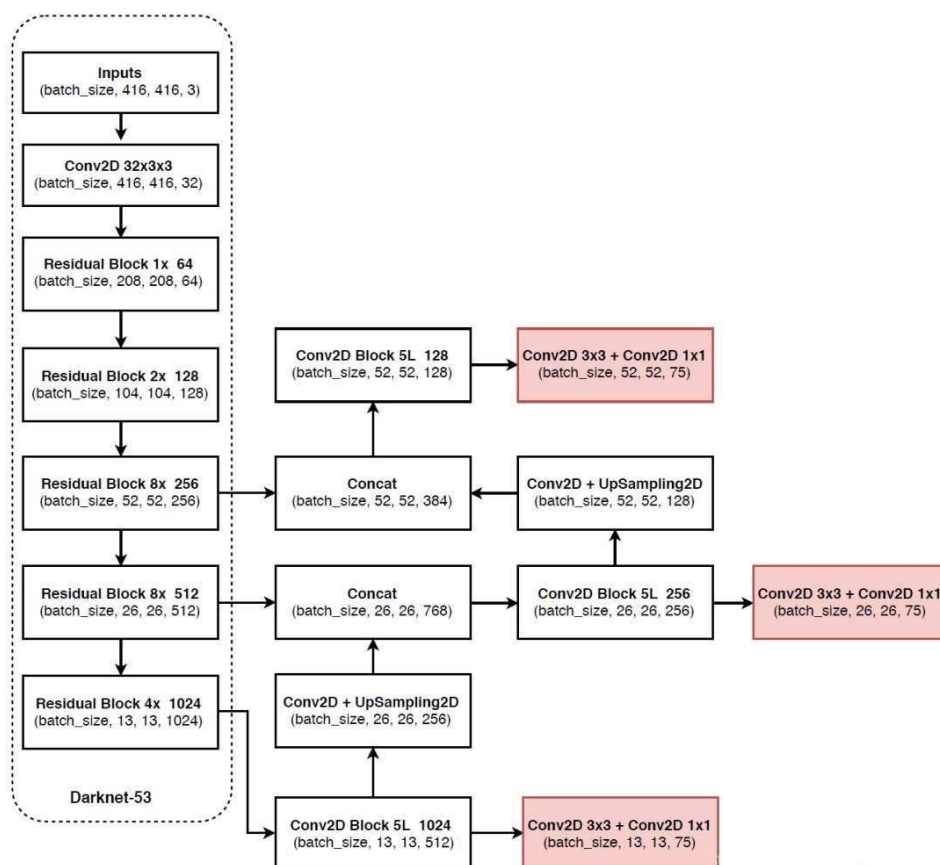 Inputs
(batch_size, 416, 416, 3)
Conv2D 32x3x3
(batch_size, 416, 416, 32)
Residual Block 1x 64
(batch_size, 208, 208, 64)
Residual Block 2x 128
(batch_size, 104, 104, 128)
Conv2D Block 5L 128
(batch_size, 52, 52, 128)
Conv2D 3x3 + Conv2D 1x1
(batch_size, 52, 52, 75)
Residual Block 8x 256
(batch_size, 52, 52, 256)
Concat
(batch_size, 52, 52, 384)
Conv2D + UpSampling2D
(batch_size, 52, 52, 128)
Residual Block 8x 512
(batch_size, 26, 26, 512)
Concat
(batch_size, 26, 26, 768)
Conv2D Block 5L 256
(batch_size, 26, 26, 256)
Conv2D 3x3 + Conv2D 1x1
(batch_size, 26, 26, 75)
Residual Block 4x 1024
(batch_size, 13, 13, 1024)
Conv2D + UpSampling2D
(batch_size, 26, 26, 256)
Darknet-53
Conv2D Block 5L 1024
(batch_size, 13, 13, 512)
Conv2D 3x3 + Conv2D 1x1
(batch_size, 13, 13, 75)